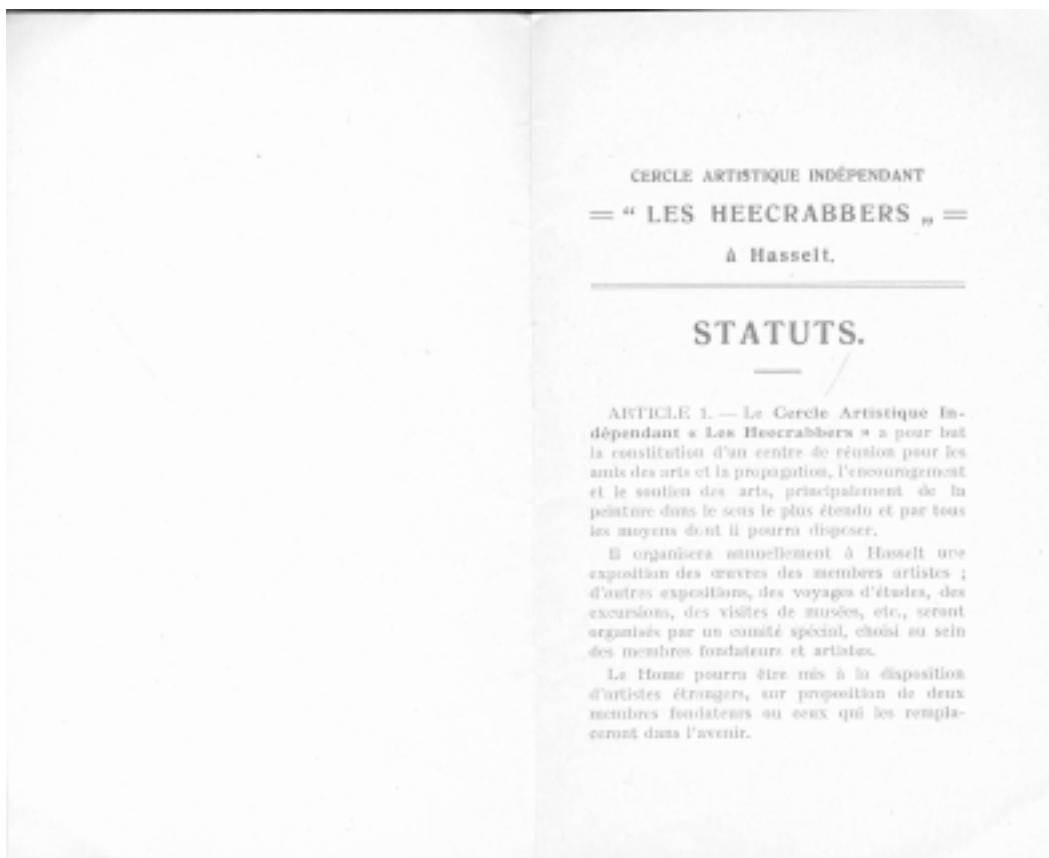 CERCLE ARTISTIQUE INDÉPENDANT
= “ LES HEECRABBERS „ =
à Hasselt.
STATUTS.
ARTICLE 1. — Le Cercle Artistique In-
dépendant « Les Heecrabbers » a pour but
la constitution d'un centre de réunion pour les
amis des arts et la propagation, l'encouragement
et le soutien des arts, principalement de la
peinture dans le sens le plus étendu et par tous
les moyens dont il pourra disposer.
Il organisera annuellement à Hasselt une
exposition des œuvres des membres artistes ;
d'autres expositions, des voyages d'études, des
excursions, des visites de musées, etc., seront
organisés par un comité spécial, choisi au sein
des membres fondateurs et artistes.
Le Home pourra être mis à la disposition
d'artistes étrangers, sur proposition de deux
membres fondateurs ou ceux qui les rempla-
ceront dans l'avenir.